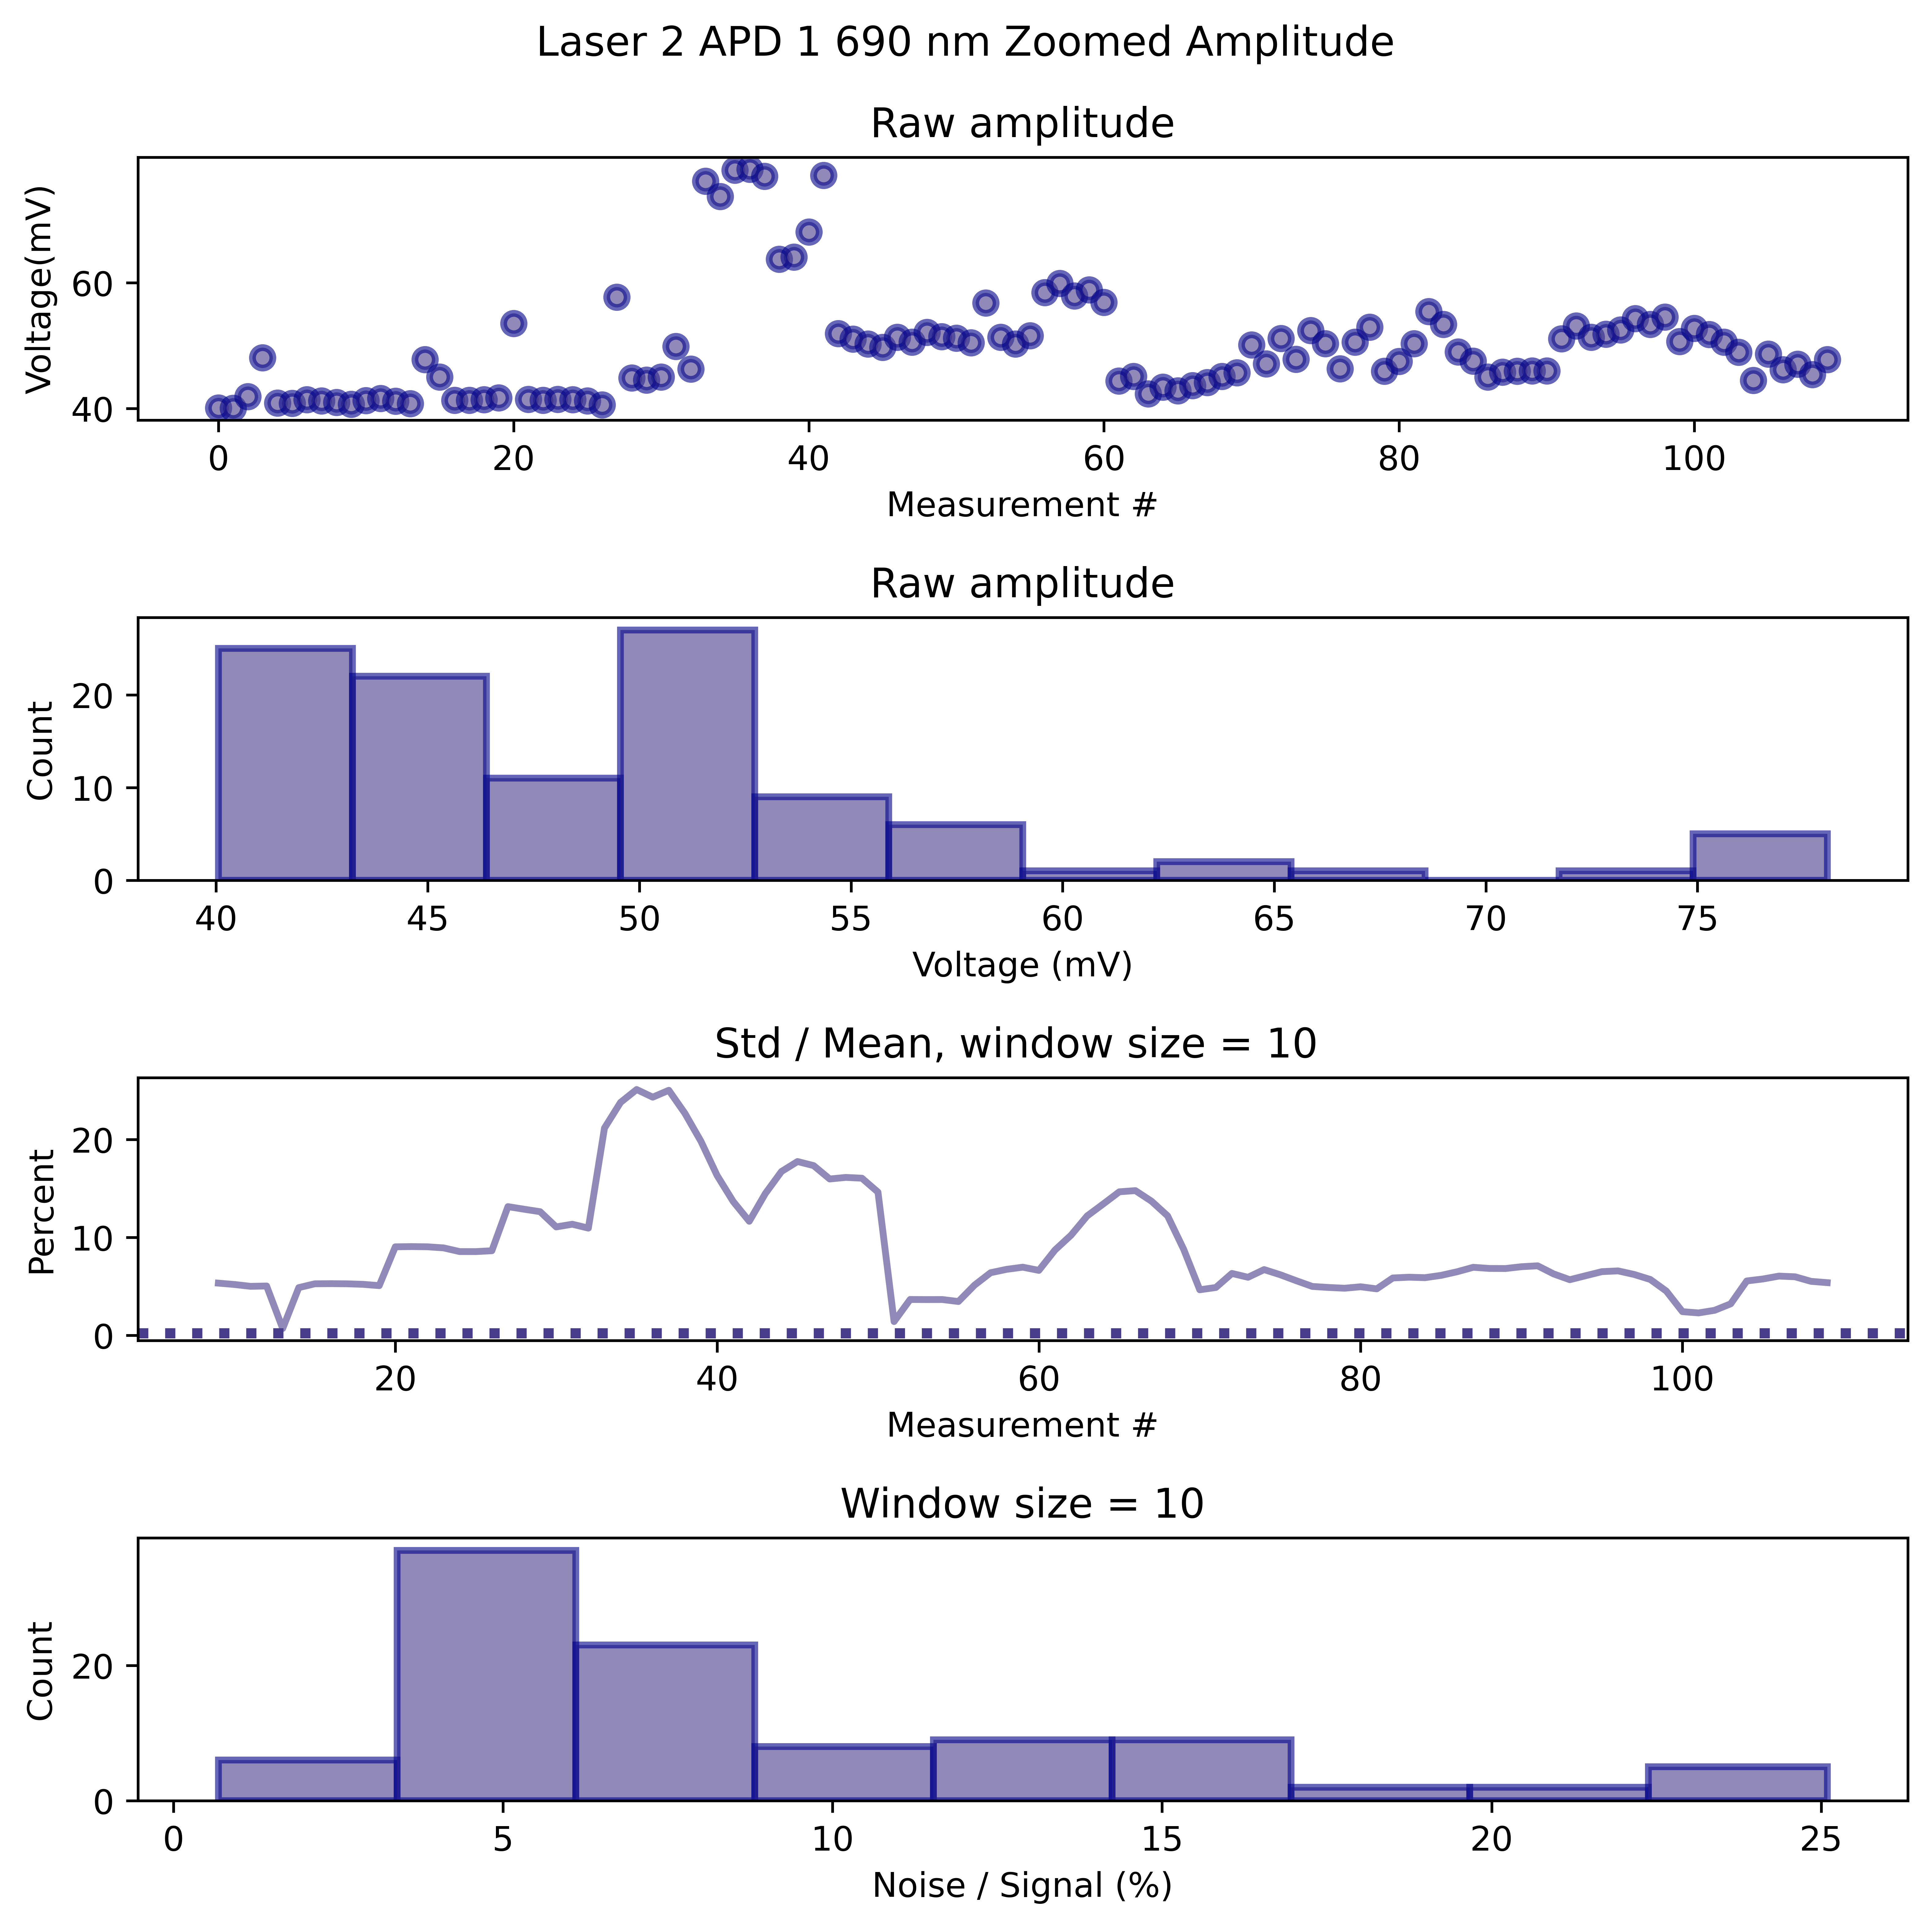 Laser 2 APD 1 690 nm Zoomed Amplitude
Raw amplitude
Voltage(mV)
60
40
0 20 40 60 80 100
Measurement #
Raw amplitude
Count
20
10
0
40 45 50 55 60 65 70 75
Voltage (mV)
Std / Mean, window size = 10
Percent
20
10
0
20 40 60 80 100
Measurement #
Window size = 10
Count
20
0
0 5 10 15 20 25
Noise / Signal (%)